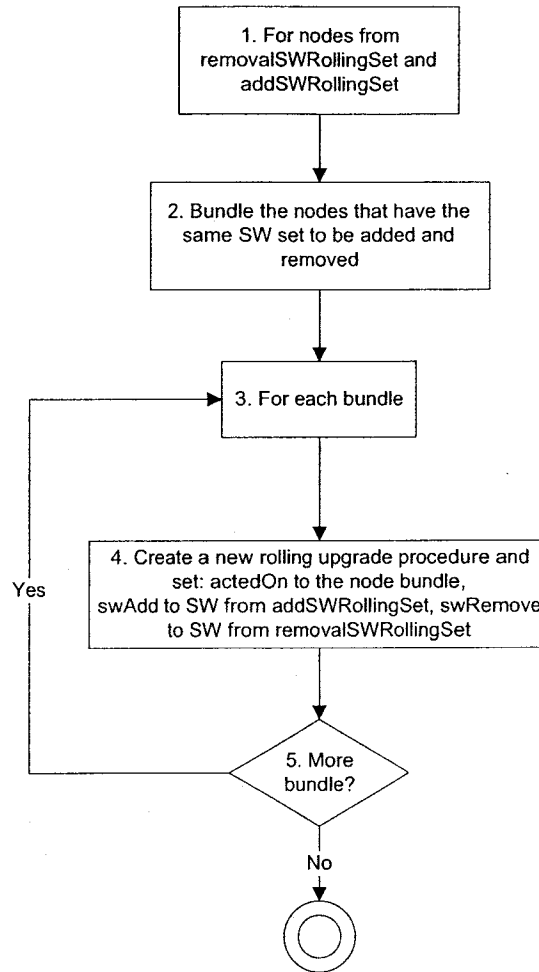 1. For nodes from
removalSWRollingSet and
addSWRollingSet
2. Bundle the nodes that have the
same SW set to be added and
removed
3. For each bundle
4. Create a new rolling upgrade procedure and
set: actedOn to the node bundle,
swAdd to SW from addSWRollingSet, swRemove
to SW from removalSWRollingSet
Yes
5. More
bundle?
No